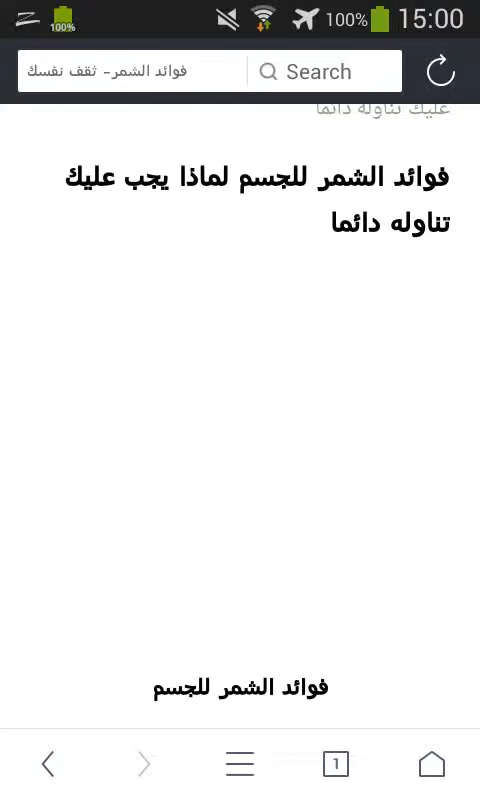 100%
100%
15:00
فوائد الشمر- ثقف نفسك
Search
عليك تناوله دائما
فوائد الشمر للجسم لماذا يجب عليك
تناوله دائما
فوائد الشمر للجسم
1